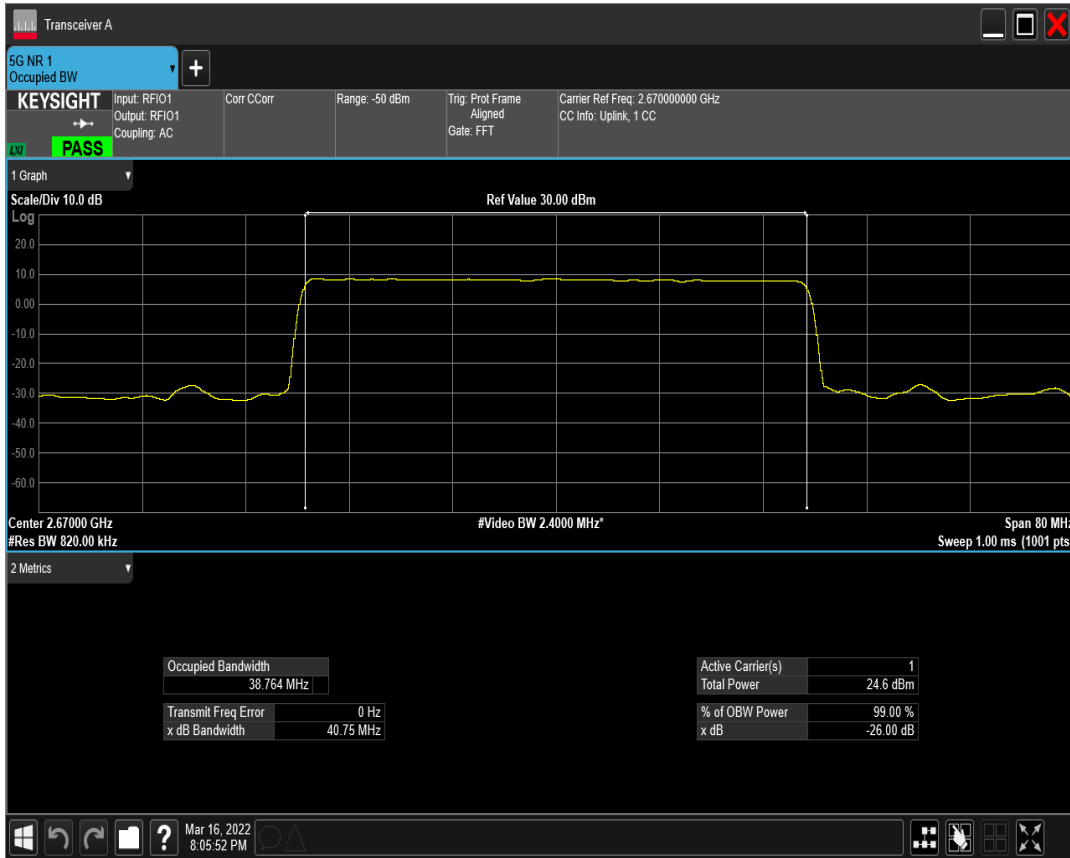 Transceiver A
5G NR 1
Occupied BW
KEYSIGHT
LXI
PASS
Input: RFIO1
Output: RFIO1
Coupling: AC
Corr CCorr
Range: -50 dBm
Trig: Prot Frame
Aligned
Gate: FFT
Carrier Ref Freq: 2.670000000 GHz
CC Info: Uplink, 1 CC
1 Graph
Scale/Div 10.0 dB
Ref Value 30.00 dBm
Log
20.0
10.0
0.00
-10.0
-20.0
-30.0
-40.0
-50.0
-60.0
Center 2.67000 GHz
#Video BW 2.4000 MHz*
Span 80 MHz
#Res BW 820.00 kHz
Sweep 1.00 ms (1001 pts
2 Metrics
Occupied Bandwidth
38.764 MHz
Transmit Freq Error 0 Hz
x dB Bandwidth 40.75 MHz
Active Carrier(s) 1
Total Power 24.6 dBm
% of OBW Power 99.00 %
x dB -26.00 dB
?
Mar 16, 2022
8:05:52 PM